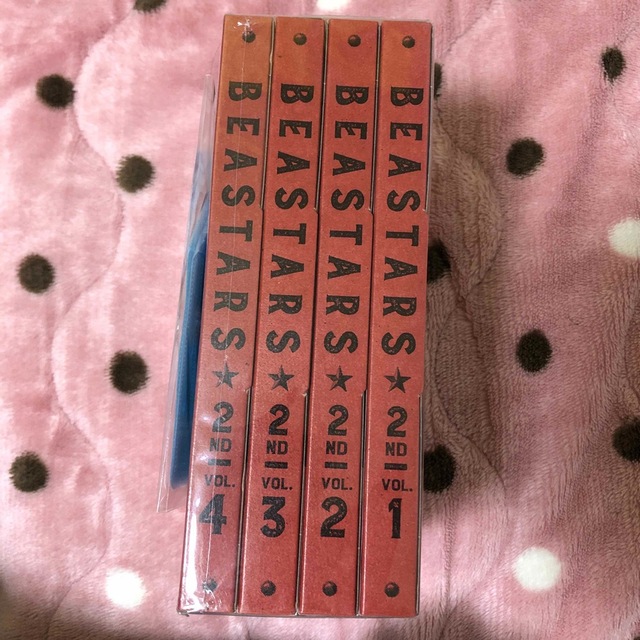 BEASTARS★2ND VOL. 4
BEASTARS★2ND VOL. 3
BEASTARS★2ND VOL. 2
BEASTARS★2ND VOL. 1